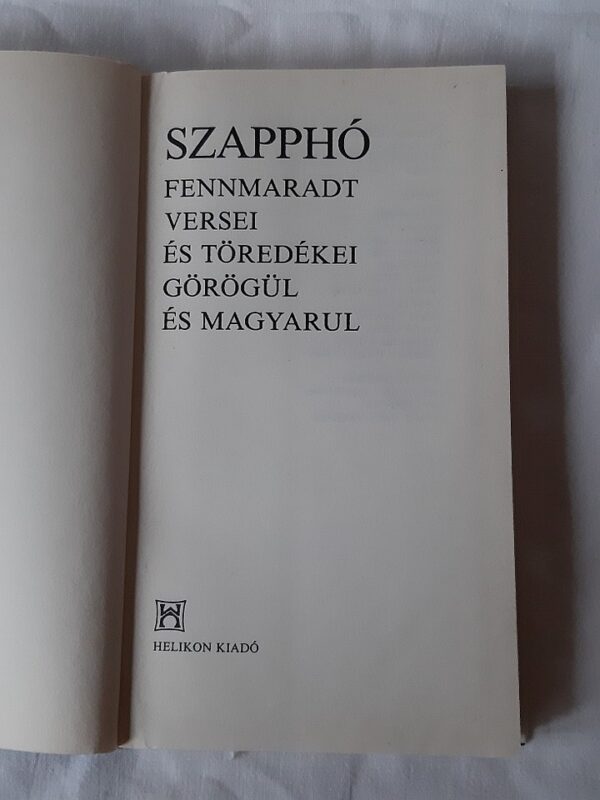 SZAPPHÓ
FENNMARADT
VERSEI
ÉS TÖREDÉKEI
GÖRÖGÜL
ÉS MAGYARUL
HELIKON KIADÓ